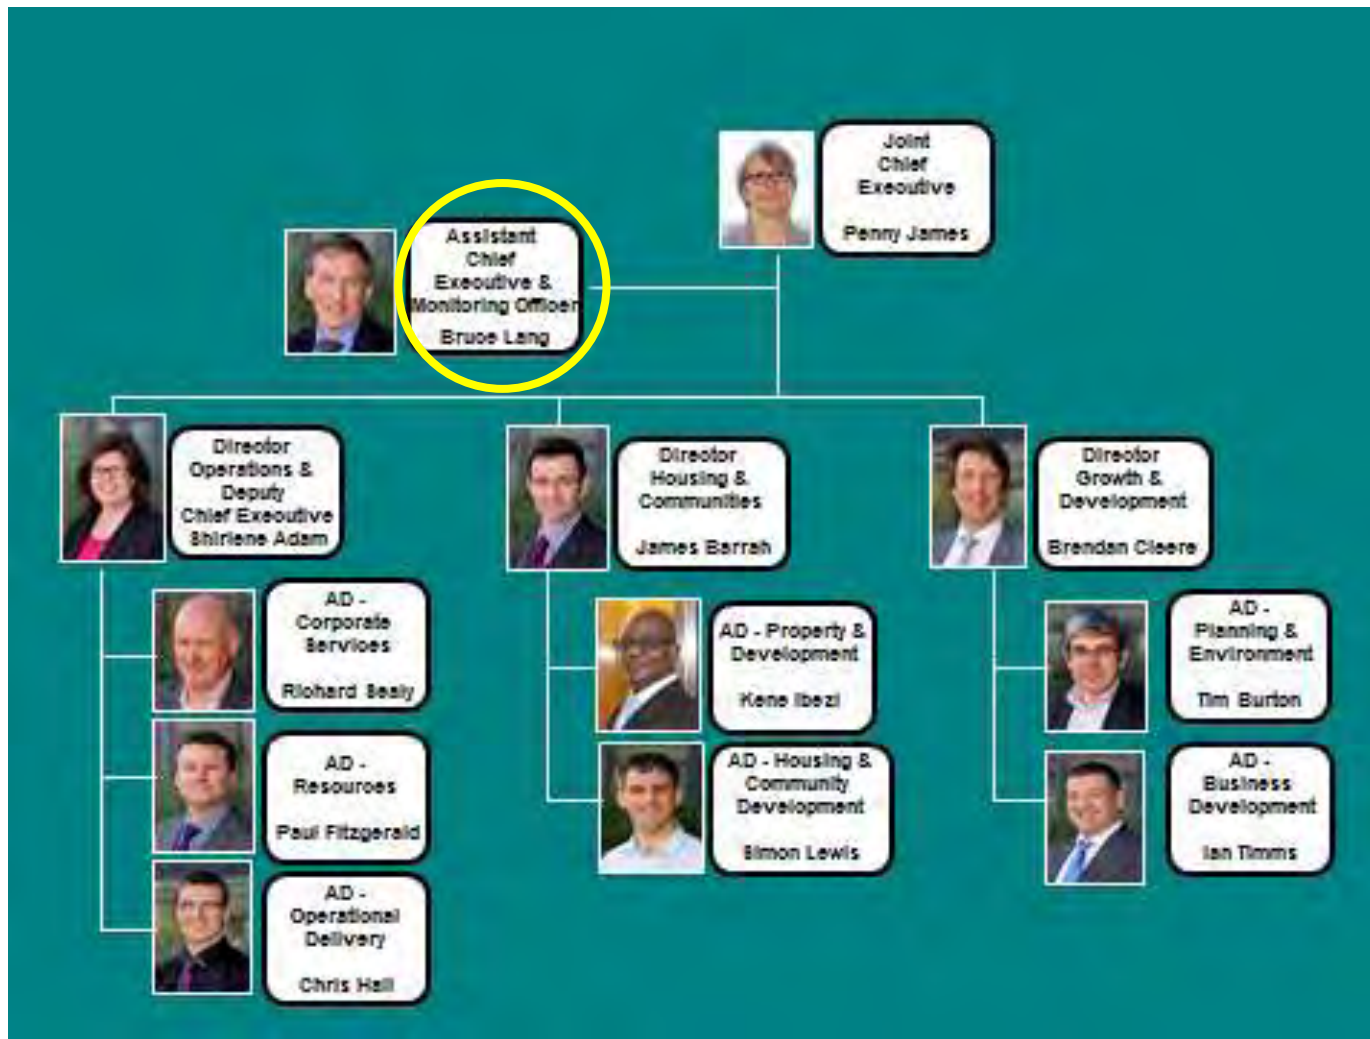 Joint
Chief
Executive
Penny James
Assistant
Chief
Executive &
Monitoring Officer
Bruce Lang
Director
Operations &
Deputy
Chief Executive
Shirlene Adam
Director
Housing &
Communities
James Barrah
Director
Growth &
Development
Brendan Cleere
AD -
Corporate
Services
Richard Sealy
AD -
Resources
Paul Fitzgerald
AD -
Operational
Delivery
Chris Hall
AD - Property &
Development
Kene Ibezi
AD - Housing &
Community
Development
Simon Lewis
AD -
Planning &
Environment
Tim Burton
AD -
Business
Development
Ian Timms